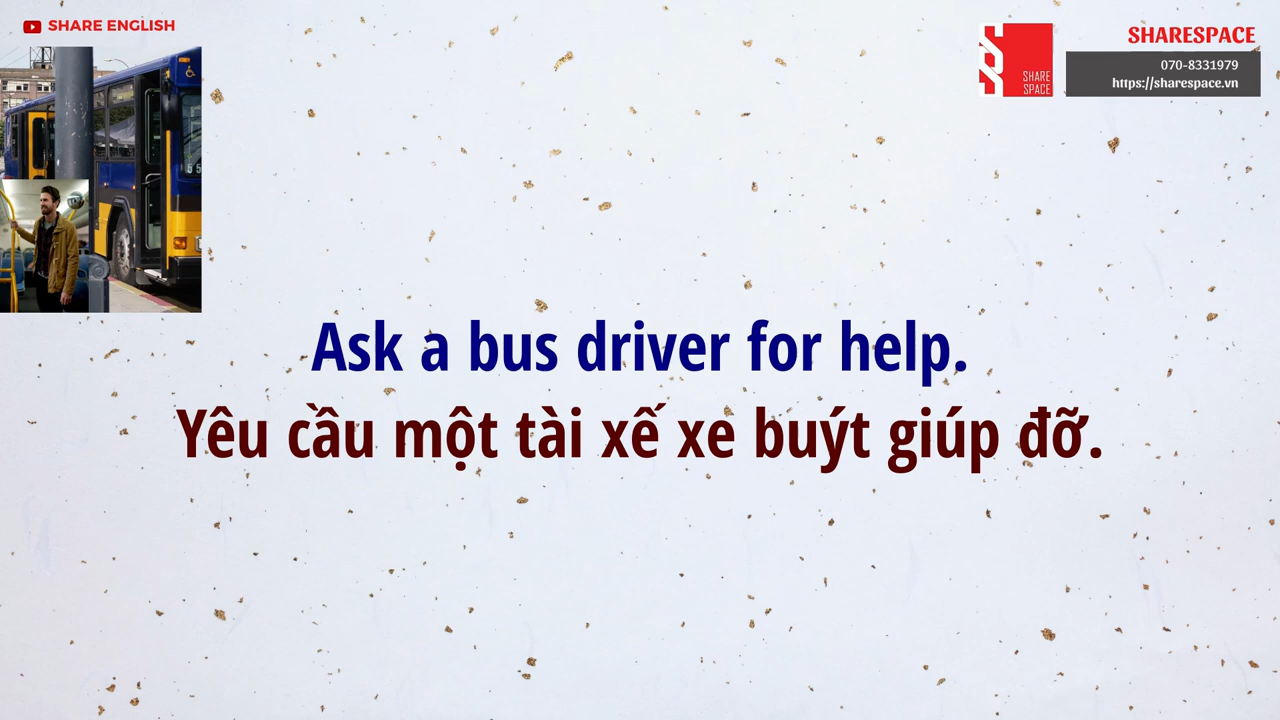 SHARE ENGLISH
SHARESPACE
070-8331979
https://sharespace.vn
SHARE
SPACE
Ask a bus driver for help.
Yêu cầu một tài xế xe buýt giúp đỡ.